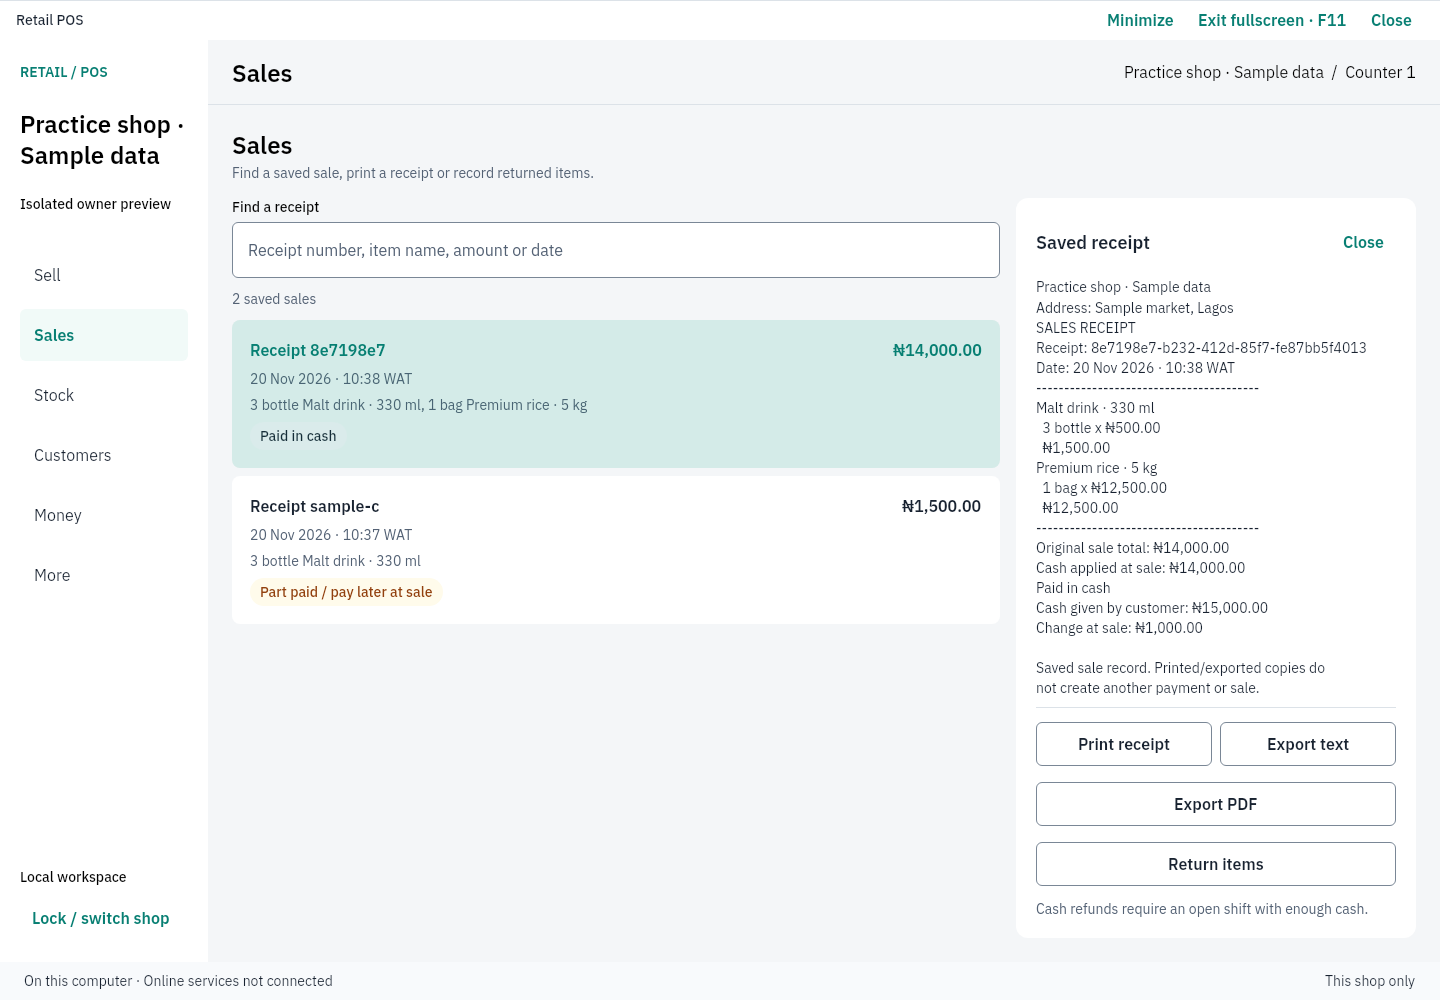 Retail POS
Minimize
Exit fullscreen · F11
Close
RETAIL / POS
Practice shop ·
Sample data
Isolated owner preview
Sell
Sales
Stock
Customers
Money
More
Local workspace
Lock / switch shop
Sales
Practice shop · Sample data / Counter 1
Sales
Find a saved sale, print a receipt or record returned items.
Find a receipt
Receipt number, item name, amount or date
2 saved sales
Receipt 8e7198e7
₦14,000.00
20 Nov 2026 · 10:38 WAT
3 bottle Malt drink · 330 ml, 1 bag Premium rice · 5 kg
Paid in cash
Receipt sample-c
₦1,500.00
20 Nov 2026 · 10:37 WAT
3 bottle Malt drink · 330 ml
Part paid / pay later at sale
Saved receipt
Close
Practice shop · Sample data
Address: Sample market, Lagos
SALES RECEIPT
Receipt: 8e7198e7-b232-412d-85f7-fe87bb5f4013
Date: 20 Nov 2026 · 10:38 WAT
----------------------------------------
Malt drink · 330 ml
3 bottle x ₦500.00
₦1,500.00
Premium rice · 5 kg
1 bag x ₦12,500.00
₦12,500.00
----------------------------------------
Original sale total: ₦14,000.00
Cash applied at sale: ₦14,000.00
Paid in cash
Cash given by customer: ₦15,000.00
Change at sale: ₦1,000.00
Saved sale record. Printed/exported copies do
not create another payment or sale.
Print receipt
Export text
Export PDF
Return items
Cash refunds require an open shift with enough cash.
On this computer · Online services not connected
This shop only